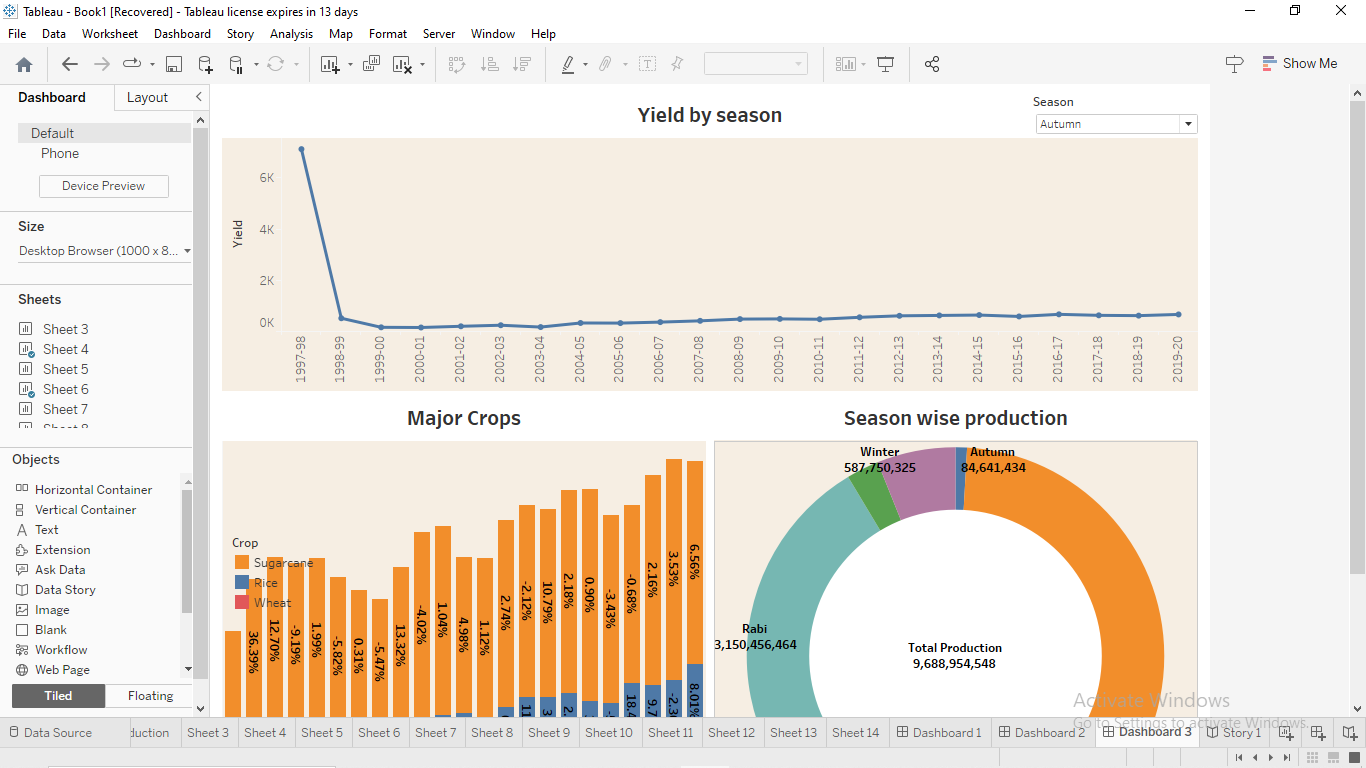 Tableau - Book1 [Recovered] - Tableau license expires in 13 days
File Data Worksheet Dashboard Story Analysis Map Format Server Window Help
Show Me
Dashboard Layout
Default
Phone
Device Preview
Size
Desktop Browser (1000 x 8...
Sheets
Sheet 3
Sheet 4
Sheet 5
Sheet 6
Sheet 7
Sheet 8
Objects
Horizontal Container
Vertical Container
Text
Extension
Ask Data
Data Story
Image
Blank
Workflow
Web Page
Tiled Floating
Yield by season
Season
Autumn
Yield
6K
4K
2K
0K
1997-98 1998-99 1999-00 2000-01 2001-02 2002-03 2003-04 2004-05 2005-06 2006-07 2007-08 2008-09 2009-10 2010-11 2011-12 2012-13 2013-14 2014-15 2015-16 2016-17 2017-18 2018-19 2019-20
Major Crops
Crop
Sugarcane
Rice
Wheat
36.39% 12.70% -9.19% 1.99% -5.82% 0.31% -5.47% 13.32% -4.02% 1.04% 4.98% 1.12% 2.74% -2.12% 10.79% 2.18% 0.90% -3.43% -0.68% 2.16% 3.53% 6.56%
11 3 2. 18.4 9.7 -2.3 8.01%
Season wise production
Winter
587,750,325
Autumn
84,641,434
Rabi
3,150,456,464
Total Production
9,688,954,548
Activate Windows
Go to Settings to activate Windows.
Data Source duction Sheet 3 Sheet 4 Sheet 5 Sheet 6 Sheet 7 Sheet 8 Sheet 9 Sheet 10 Sheet 11 Sheet 12 Sheet 13 Sheet 14 Dashboard 1 Dashboard 2 Dashboard 3 Story 1